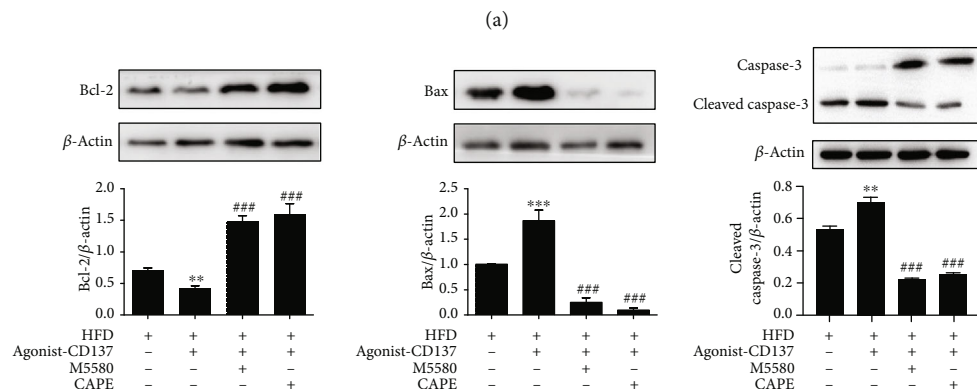 (a)
Bcl-2
β-Actin
Bcl-2/β-actin
2.0
1.5
1.0
0.5
0.0
**
###
###
HFD + + + +
Agonist-CD137 – + + +
M5580 – – + –
CAPE – – – +
Bax
β-Actin
Bax/β-actin
2.5
2.0
1.5
1.0
0.5
0.0
***
###
###
HFD + + + +
Agonist-CD137 – + + +
M5580 – – + –
CAPE – – – +
Caspase-3
Cleaved caspase-3
β-Actin
Cleaved
caspase-3/β-actin
0.8
0.6
0.4
0.2
0.0
**
###
###
HFD + + + +
Agonist-CD137 – + + +
M5580 – – + –
CAPE – – – +